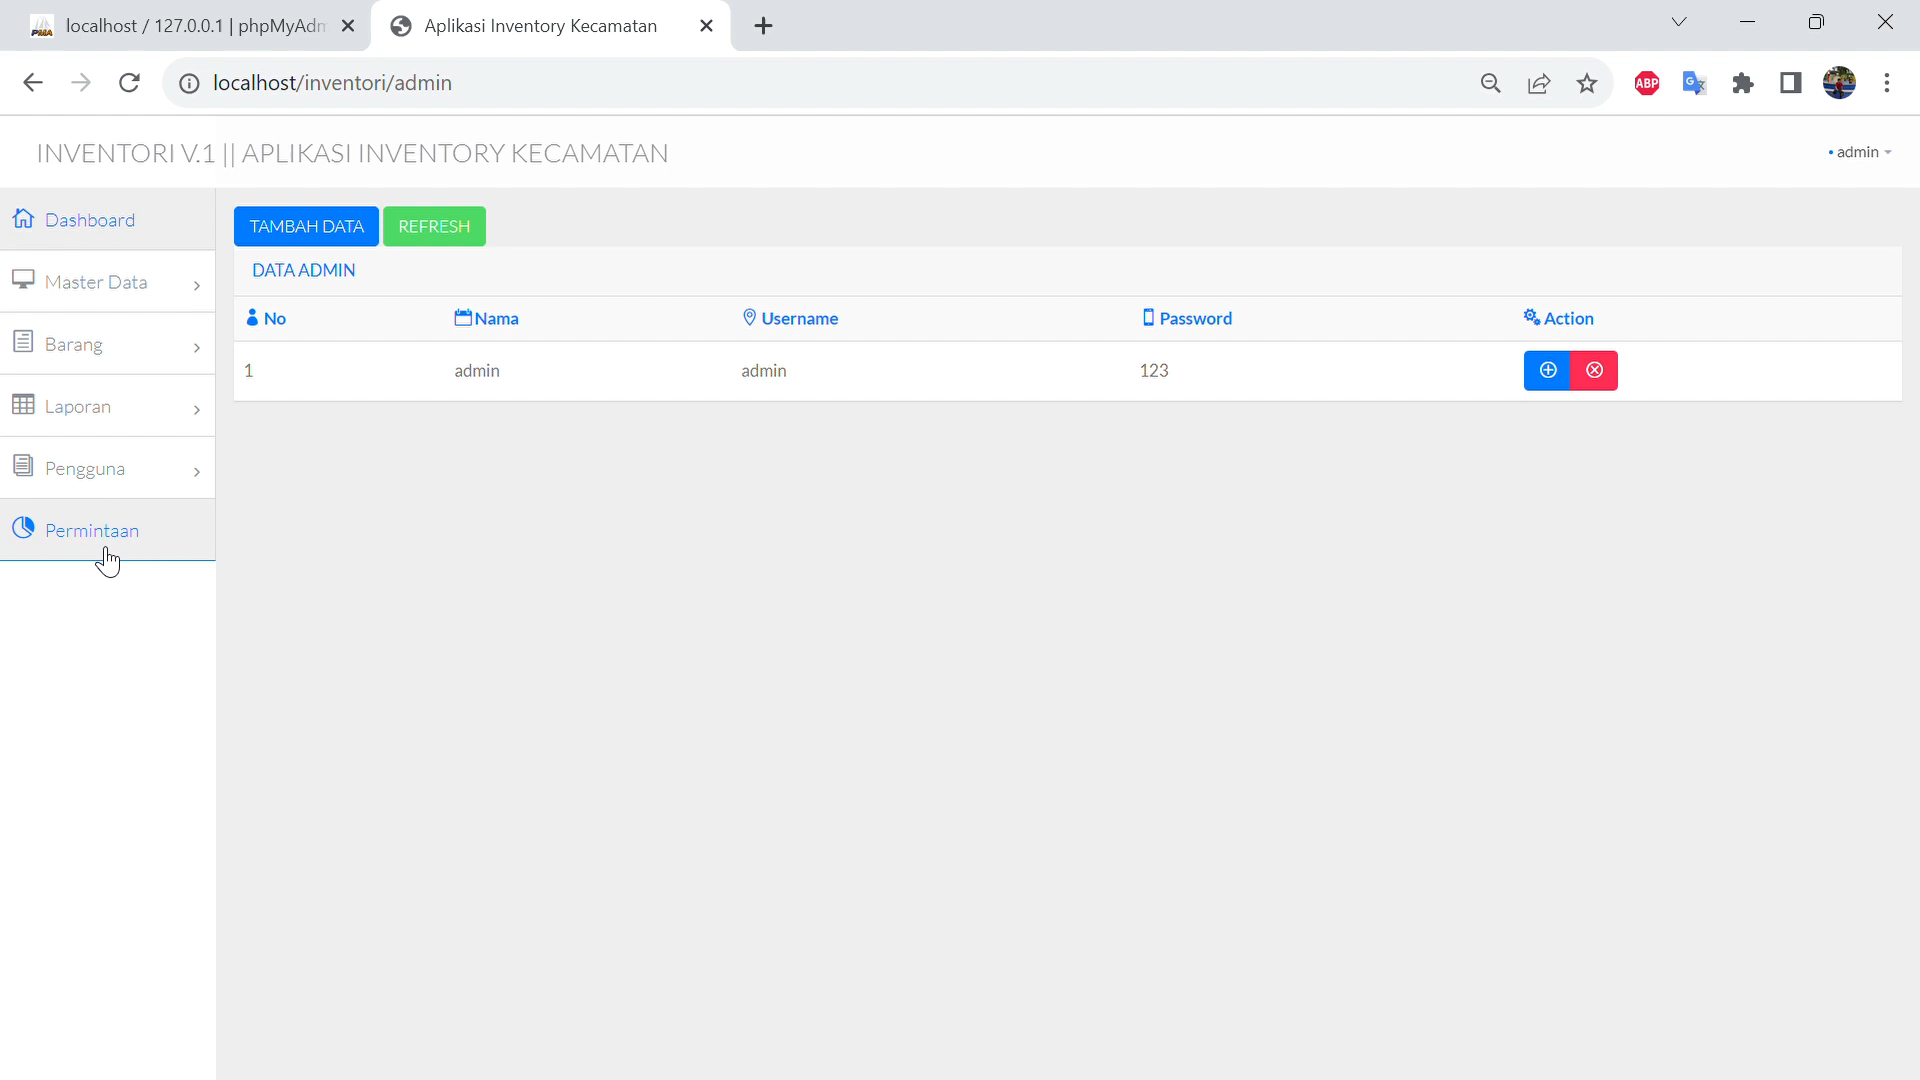 localhost / 127.0.0.1 | phpMyAdm
Aplikasi Inventory Kecamatan
localhost/inventori/admin
ABP
INVENTORI V.1 || APLIKASI INVENTORY KECAMATAN
admin
Dashboard
Master Data
Barang
Laporan
Pengguna
Permintaan
TAMBAH DATA REFRESH
DATA ADMIN
No Nama Username Password Action
1 admin admin 123